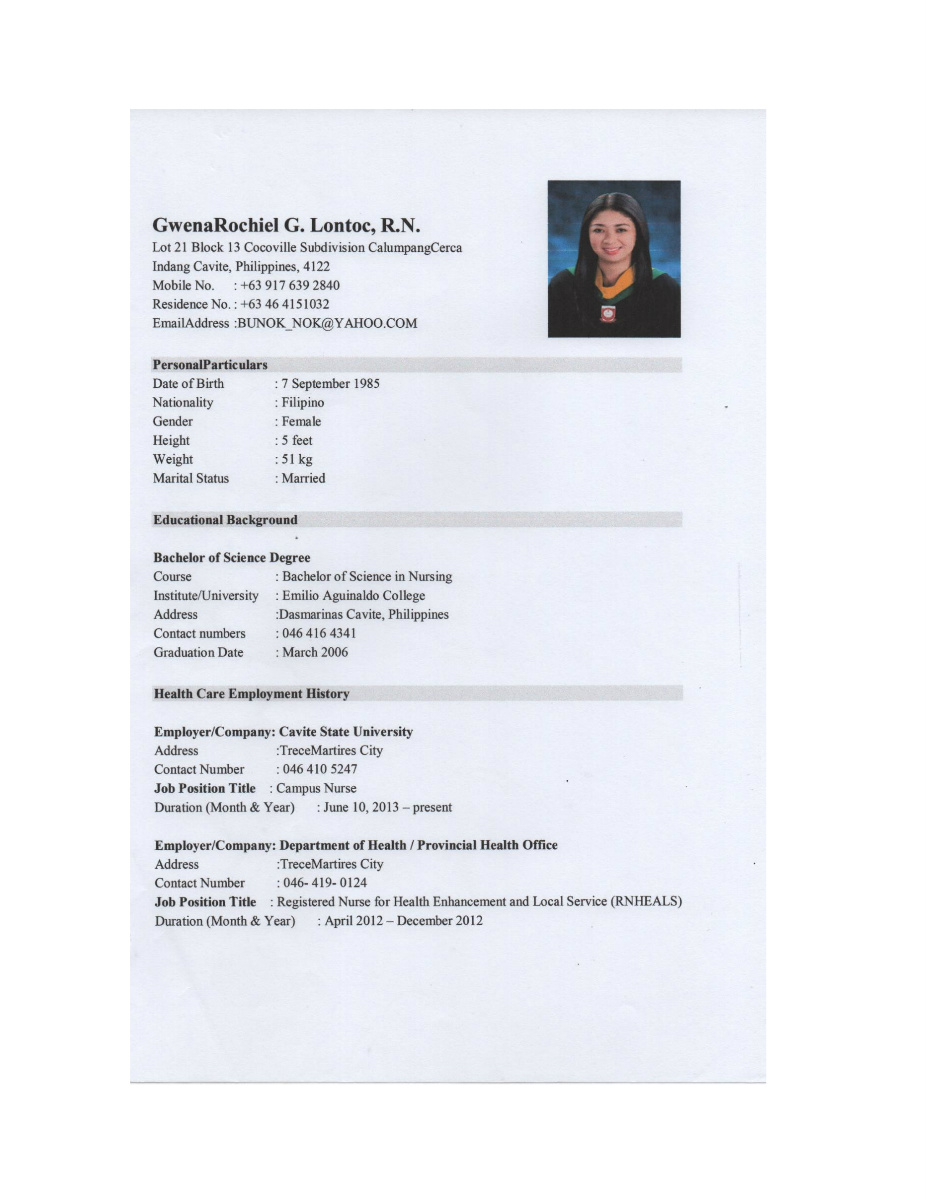 GwenaRochiel G. Lontoc, R.N.
Lot 21 Block 13 Cocoville Subdivision CalumpangCerca
Indang Cavite, Philippines, 4122
Mobile No. : +63 917 639 2840
Residence No. : +63 46 4151032
EmailAddress :BUNOK_NOK@YAHOO.COM
PersonalParticulars
Date of Birth : 7 September 1985
Nationality : Filipino
Gender : Female
Height : 5 feet
Weight : 51 kg
Marital Status : Married
Educational Background
Bachelor of Science Degree
Course : Bachelor of Science in Nursing
Institute/University : Emilio Aguinaldo College
Address :Dasmarinas Cavite, Philippines
Contact numbers : 046 416 4341
Graduation Date : March 2006
Health Care Employment History
Employer/Company: Cavite State University
Address :TreceMartires City
Contact Number : 046 410 5247
Job Position Title : Campus Nurse
Duration (Month & Year) : June 10, 2013 – present
Employer/Company: Department of Health / Provincial Health Office
Address :TreceMartires City
Contact Number : 046- 419- 0124
Job Position Title : Registered Nurse for Health Enhancement and Local Service (RNHEALS)
Duration (Month & Year) : April 2012 – December 2012